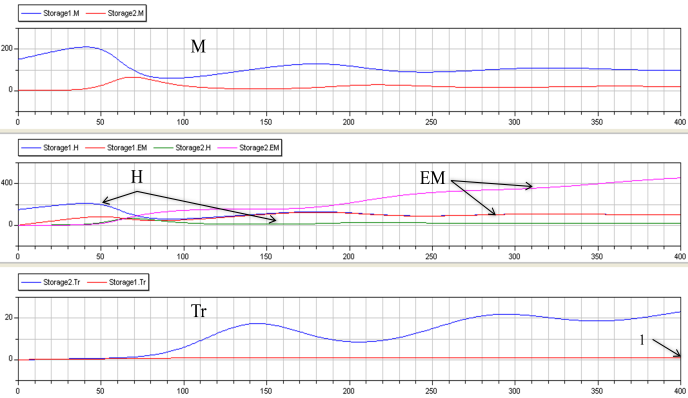 Storage1.M Storage2.M
M
200
0
0 50 100 150 200 250 300 350 400
Storage1.H Storage1.EM Storage2.H Storage2.EM
H EM
400
0
0 50 100 150 200 250 300 350 400
Storage2.Tr Storage1.Tr
Tr
20
1
0
0 50 100 150 200 250 300 350 400